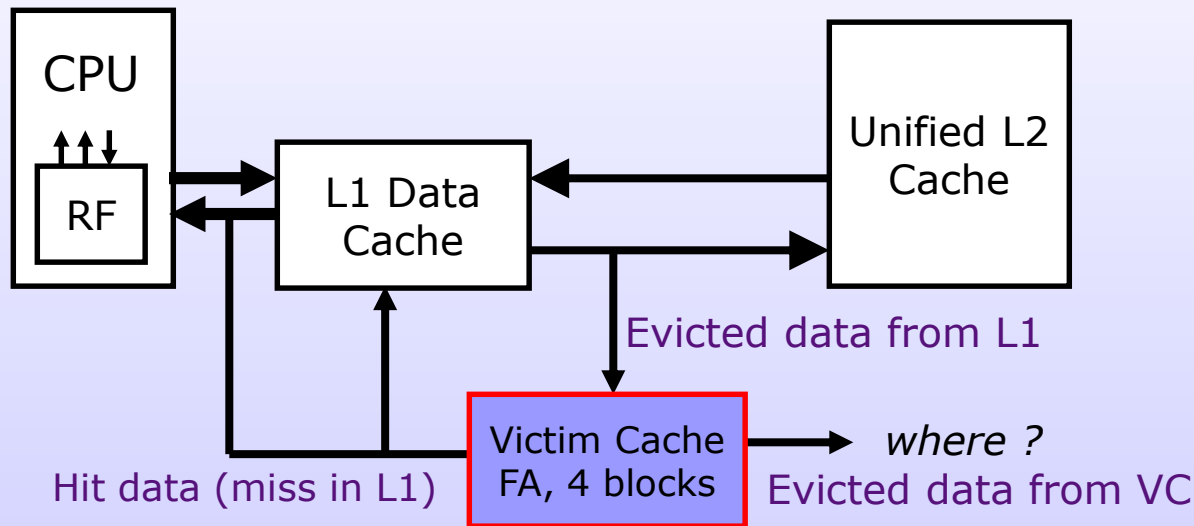 CPU
RF
L1 Data
Cache
Unified L2
Cache
Evicted data from L1
Victim Cache
FA, 4 blocks
where ?
Hit data (miss in L1)
Evicted data from VC